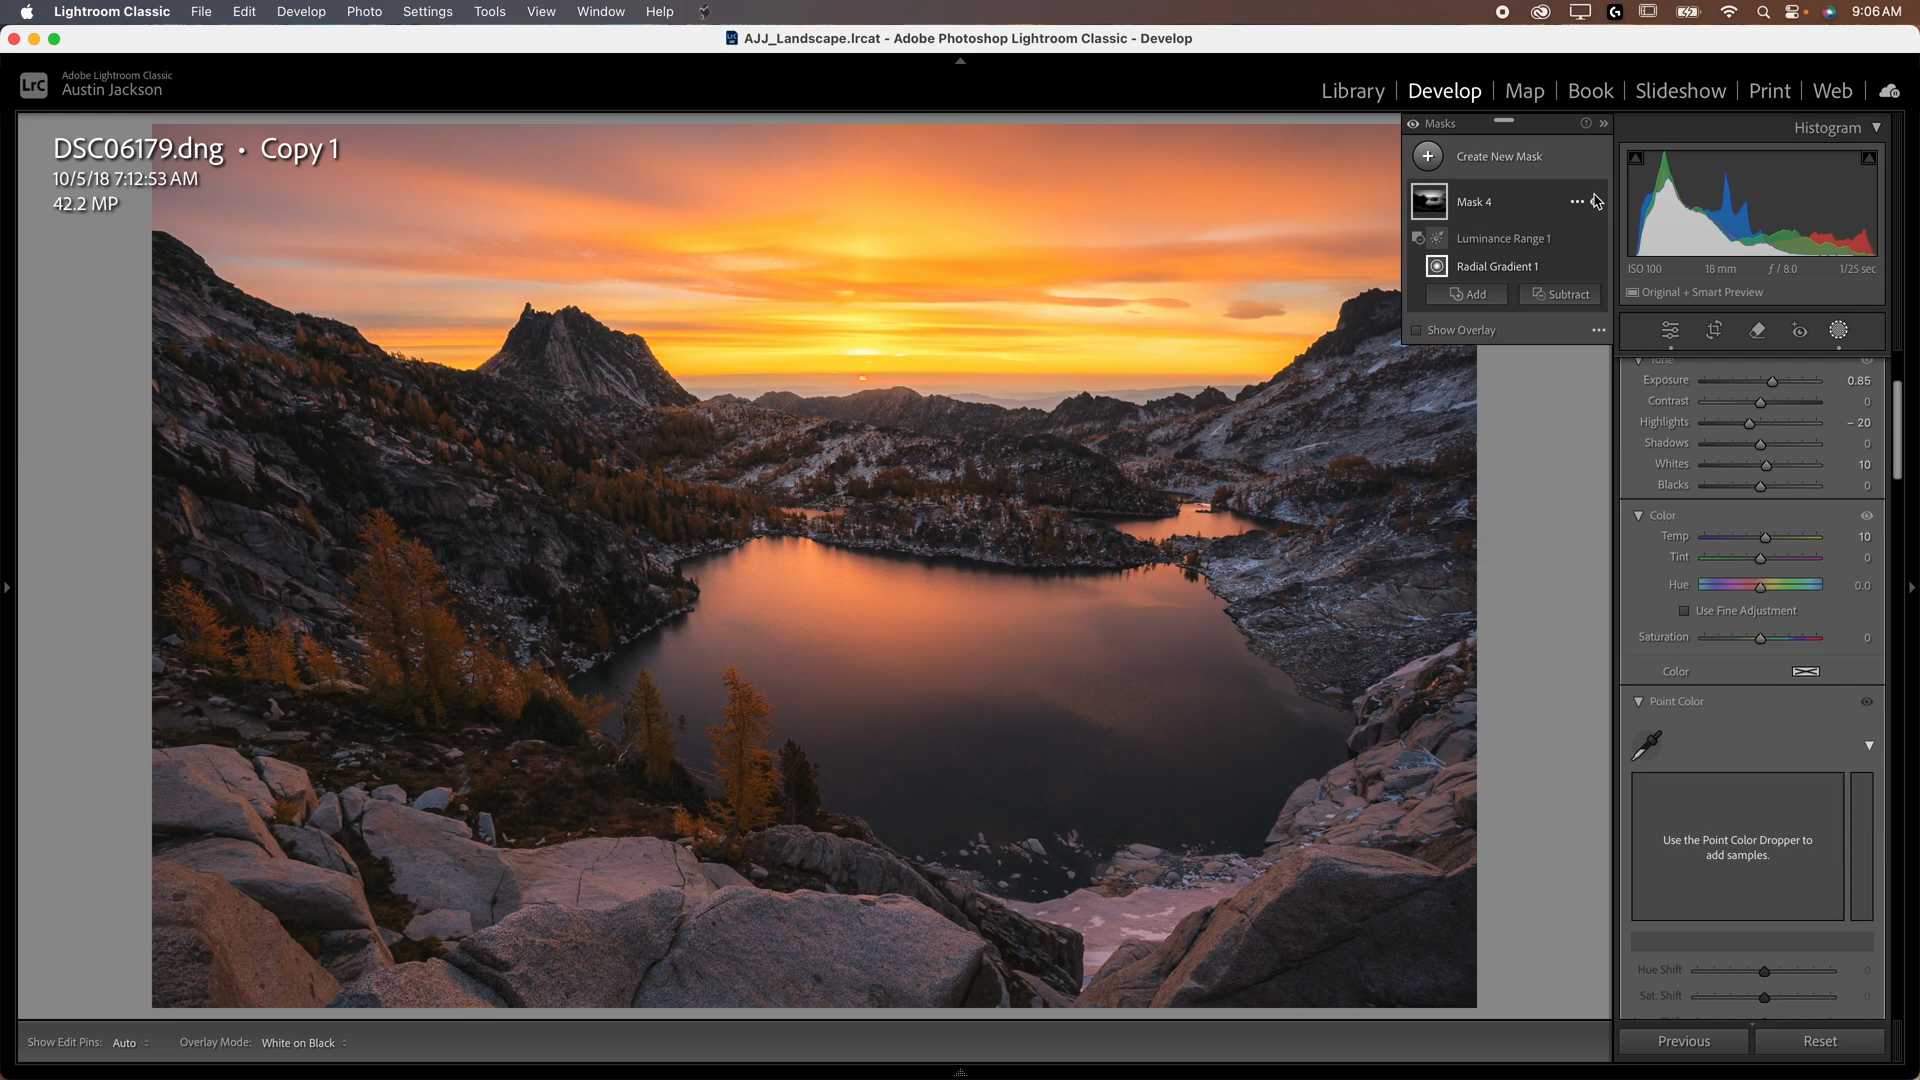 Lightroom Classic File Edit Develop Photo Settings Tools View Window Help 9:06 AM
AJJ_Landscape.lrcat - Adobe Photoshop Lightroom Classic - Develop
LrC
Adobe Lightroom Classic
Austin Jackson
Library | Develop | Map | Book | Slideshow | Print | Web
DSC06179.dng • Copy 1
10/5/18 7:12:53 AM
42.2 MP
Masks
Create New Mask
Mask 4
Luminance Range 1
Radial Gradient 1
Add Subtract
Show Overlay
Histogram
ISO 100 18 mm ƒ / 8.0 1/25 sec
Original + Smart Preview
Tone
Exposure 0.85
Contrast 0
Highlights – 20
Shadows 0
Whites 10
Blacks 0
Color
Temp 10
Tint 0
Hue 0.0
Use Fine Adjustment
Saturation 0
Color
Point Color
Use the Point Color Dropper to
add samples.
Hue Shift 0
Sat. Shift 0
Previous Reset
Show Edit Pins: Auto Overlay Mode: White on Black